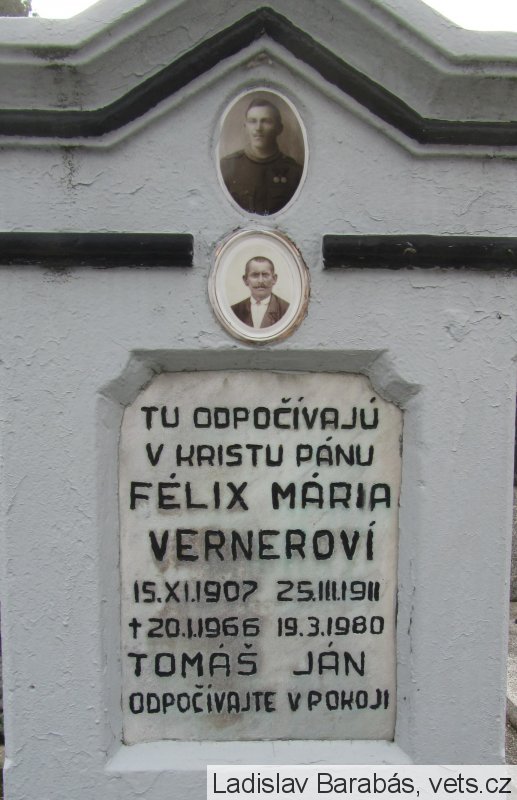 TU ODPOČÍVAJÚ
V KRISTU PÁNU
FÉLIX MÁRIA
VERNEROVÍ
15.XI.1907 25.III.1911
†20.1.1966 19.3.1980
TOMÁŠ JÁN
ODPOČÍVAJTE V POKOJI
Ladislav Barabás, vets.cz